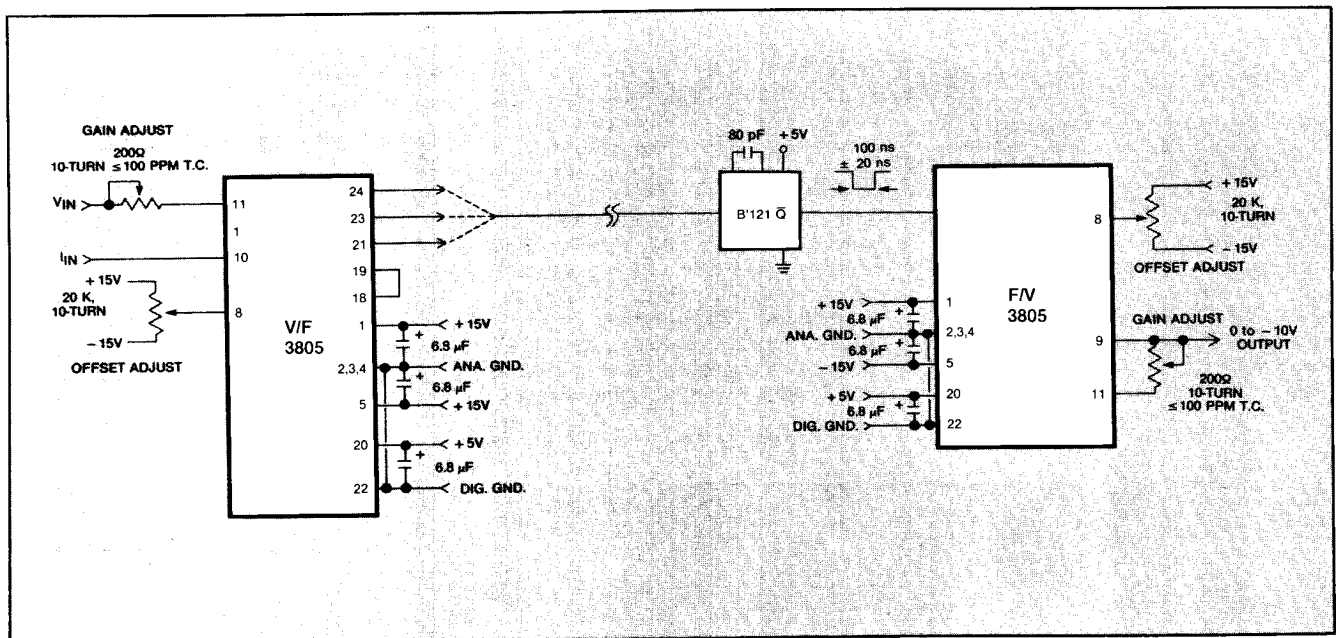 GAIN ADJUST
200Ω
10-TURN ≤100 PPM T.C.
VIN
11
1
IIN
10
+ 15V
20 K,
10-TURN
8
- 15V
OFFSET ADJUST
V/F
3805
24
23
21
19
18
1
+ 15V
+
6.8 µF
2,3,4
ANA. GND.
+
6.8 µF
5
+ 15V
20
+ 5V
+
6.8 µF
22
DIG. GND.
80 pF
+ 5V
B'121 Q̅
100 ns
± 20 ns
F/V
3805
+ 15V
1
6.8 µF
+
ANA. GND.
2,3,4
6.8 µF
+
- 15V
5
+ 5V
20
6.8 µF
+
DIG. GND.
22
8
+ 15V
20 K,
10-TURN
- 15V
OFFSET ADJUST
GAIN ADJUST
9
0 to - 10V
OUTPUT
11
200Ω
10-TURN
≤100 PPM T.C.